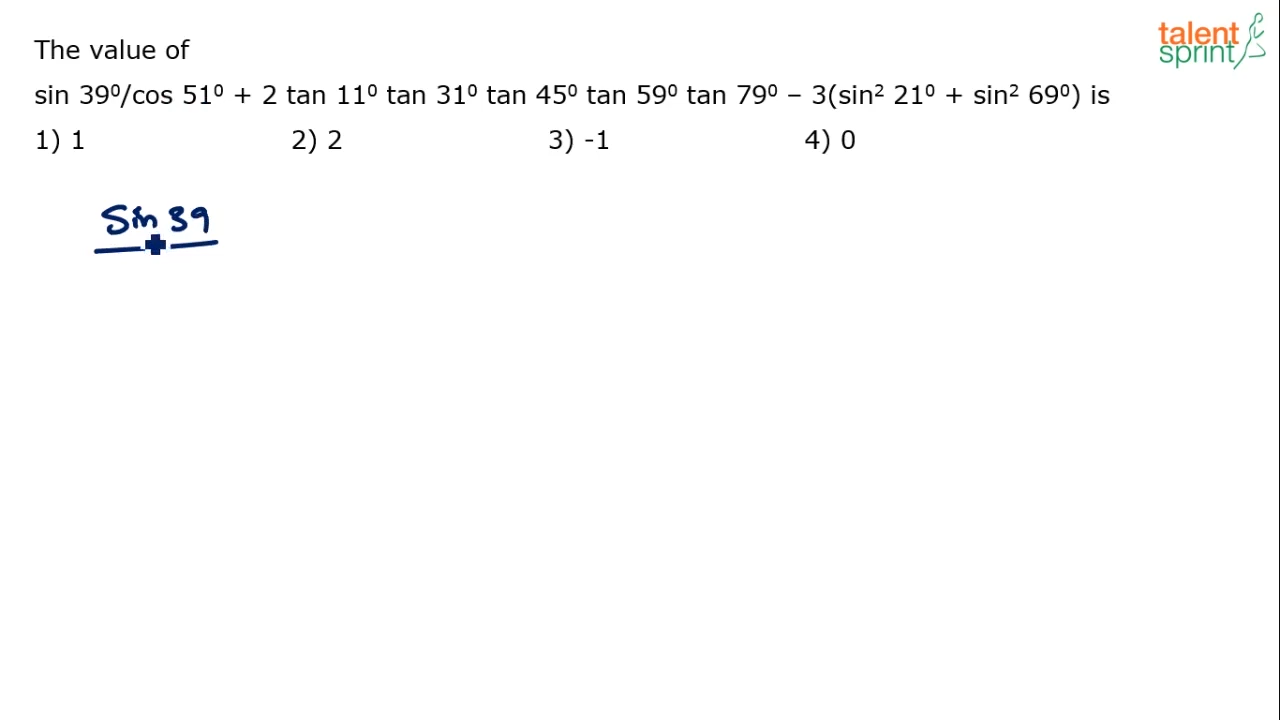 talent
sprint
The value of
sin 39⁰/cos 51⁰ + 2 tan 11⁰ tan 31⁰ tan 45⁰ tan 59⁰ tan 79⁰ – 3(sin² 21⁰ + sin² 69⁰) is
1) 1 2) 2 3) -1 4) 0
Sin 39